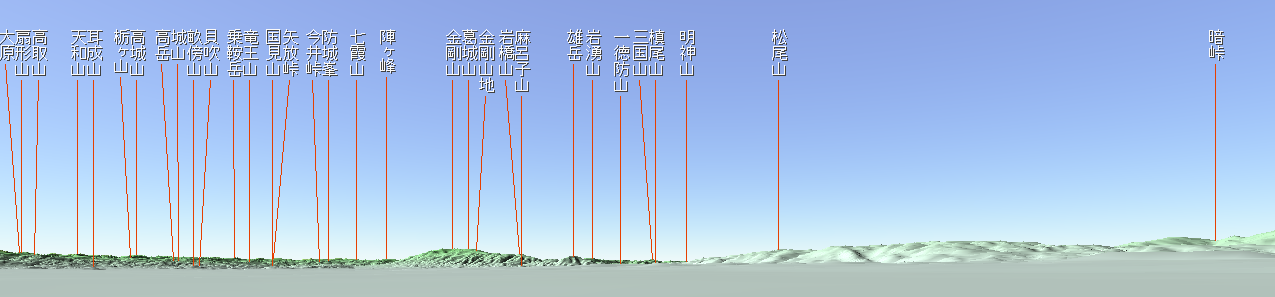 大原
扇形山
高取山
天和山
耳成山
栃ヶ山
高城山
高岳
城山
畝傍山
貝吹山
乗鞍岳
竜王山
国見山
矢放峠
今井峠
防城峯
七霞山
陣ヶ峰
金剛山
葛城山
金剛山地
岩橋山
麻呂子山
雄岳
岩湧山
一徳防山
三国山
槙尾山
明神山
松尾山
暗峠